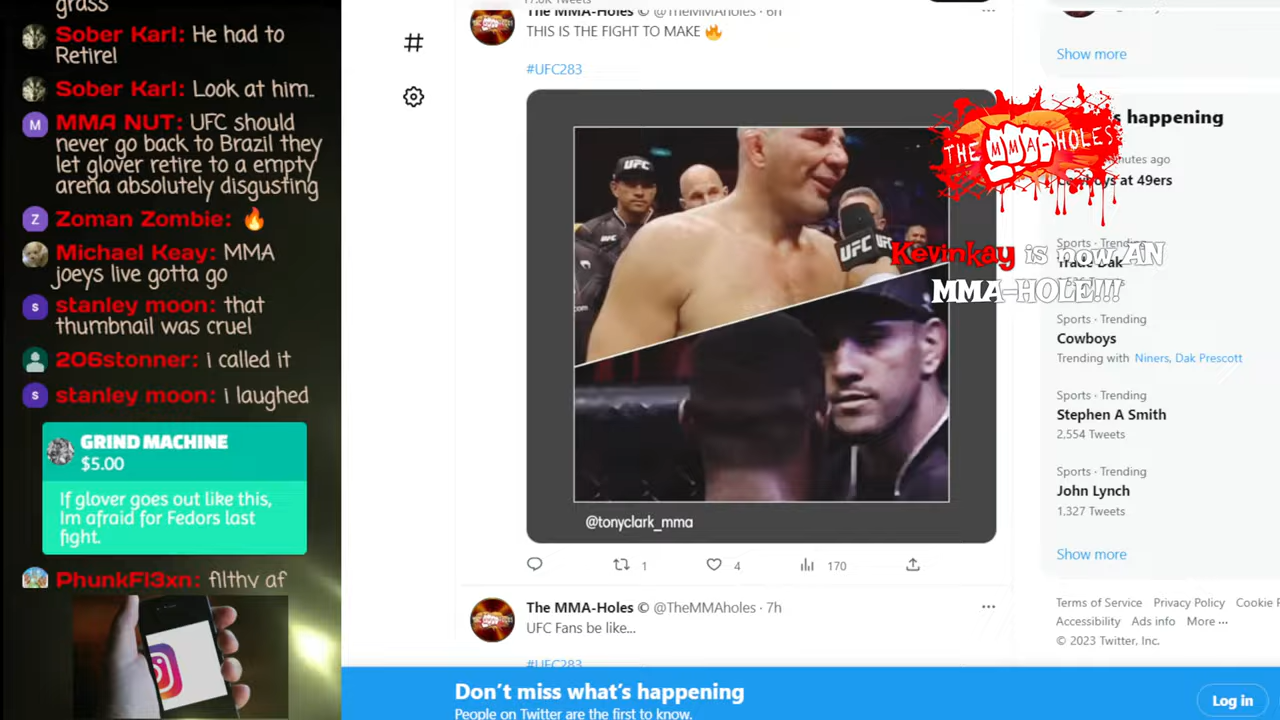 grass
Sober Karl: He had to
Retire!
Sober Karl: Look at him..
MMA NUT: UFC should
never go back to Brazil they
let glover retire to a empty
arena absolutely disgusting
Zoman Zombie: 🔥
Michael Keay: MMA
joeys live gotta go
stanley moon: that
thumbnail was cruel
206stonner: i called it
stanley moon: i laughed
GRIND MACHINE
$5.00
If glover goes out like this,
Im afraid for Fedors last
fight.
PhunkFl3xn: filthy af
The MMA-Holes © @TheMMAholes · 6h
THIS IS THE FIGHT TO MAKE 🔥
#UFC283
UFC
UFC
@tonyclark_mma
1
4
170
The MMA-Holes © @TheMMAholes · 7h
UFC Fans be like...
#UFC283
Don't miss what's happening
People on Twitter are the first to know.
Log in
Show more
THE MMA-HOLES
happening
Cowboys at 49ers
Kevinkay is now AN
MMA-HOLE!!!
Sports · Trending
Sports · Trending
Cowboys
Trending with Niners, Dak Prescott
Sports · Trending
Stephen A Smith
2,554 Tweets
Sports · Trending
John Lynch
1,327 Tweets
Show more
Terms of Service Privacy Policy Cookie
Accessibility Ads info More ···
© 2023 Twitter, Inc.